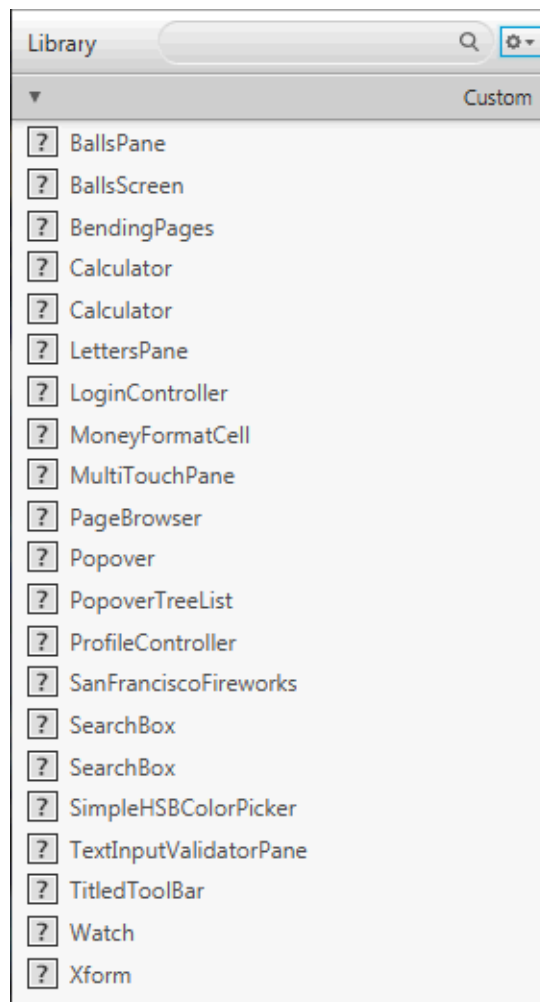 Library
Custom
? BallsPane
? BallsScreen
? BendingPages
? Calculator
? Calculator
? LettersPane
? LoginController
? MoneyFormatCell
? MultiTouchPane
? PageBrowser
? Popover
? PopoverTreeList
? ProfileController
? SanFranciscoFireworks
? SearchBox
? SearchBox
? SimpleHSBColorPicker
? TextInputValidatorPane
? TitledToolBar
? Watch
? Xform